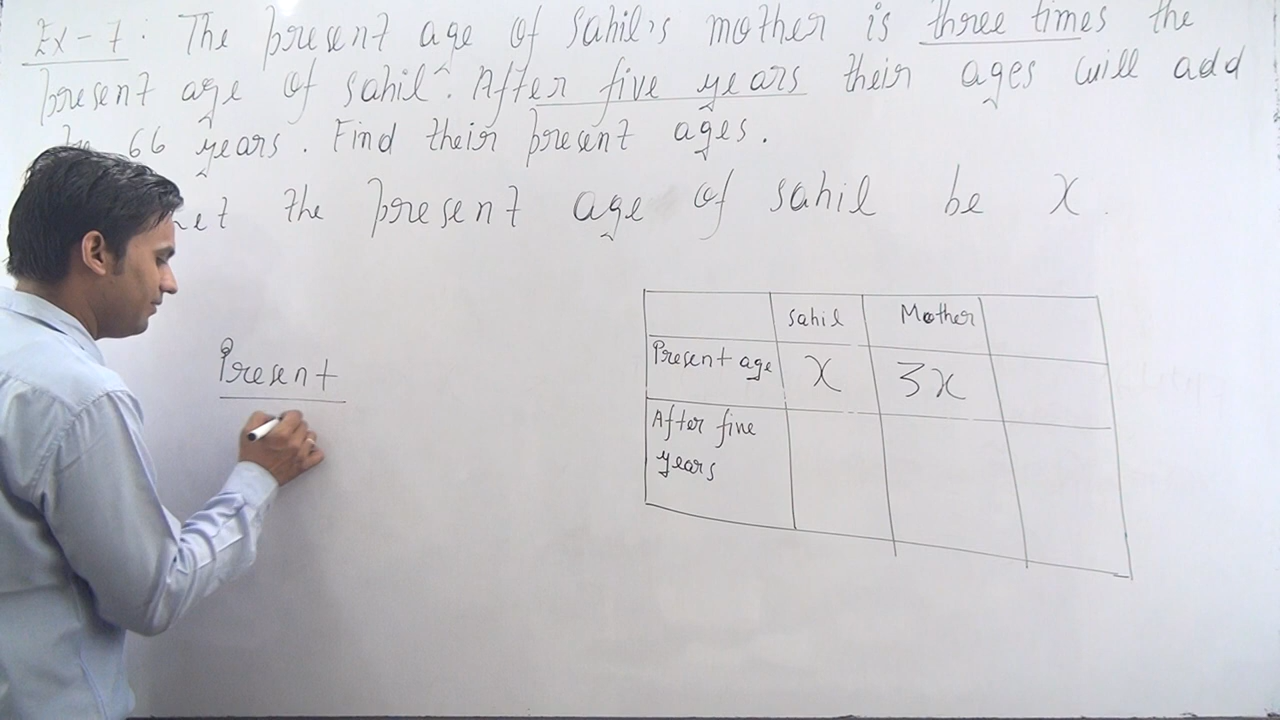 Ex-7. The present age of Sahil's mother is three times the
present age of Sahil. After five years their ages will add
66 years. Find their present ages.
the present age of Sahil be x.
Sahil Mother
Present age x 3x
After five
years
Present